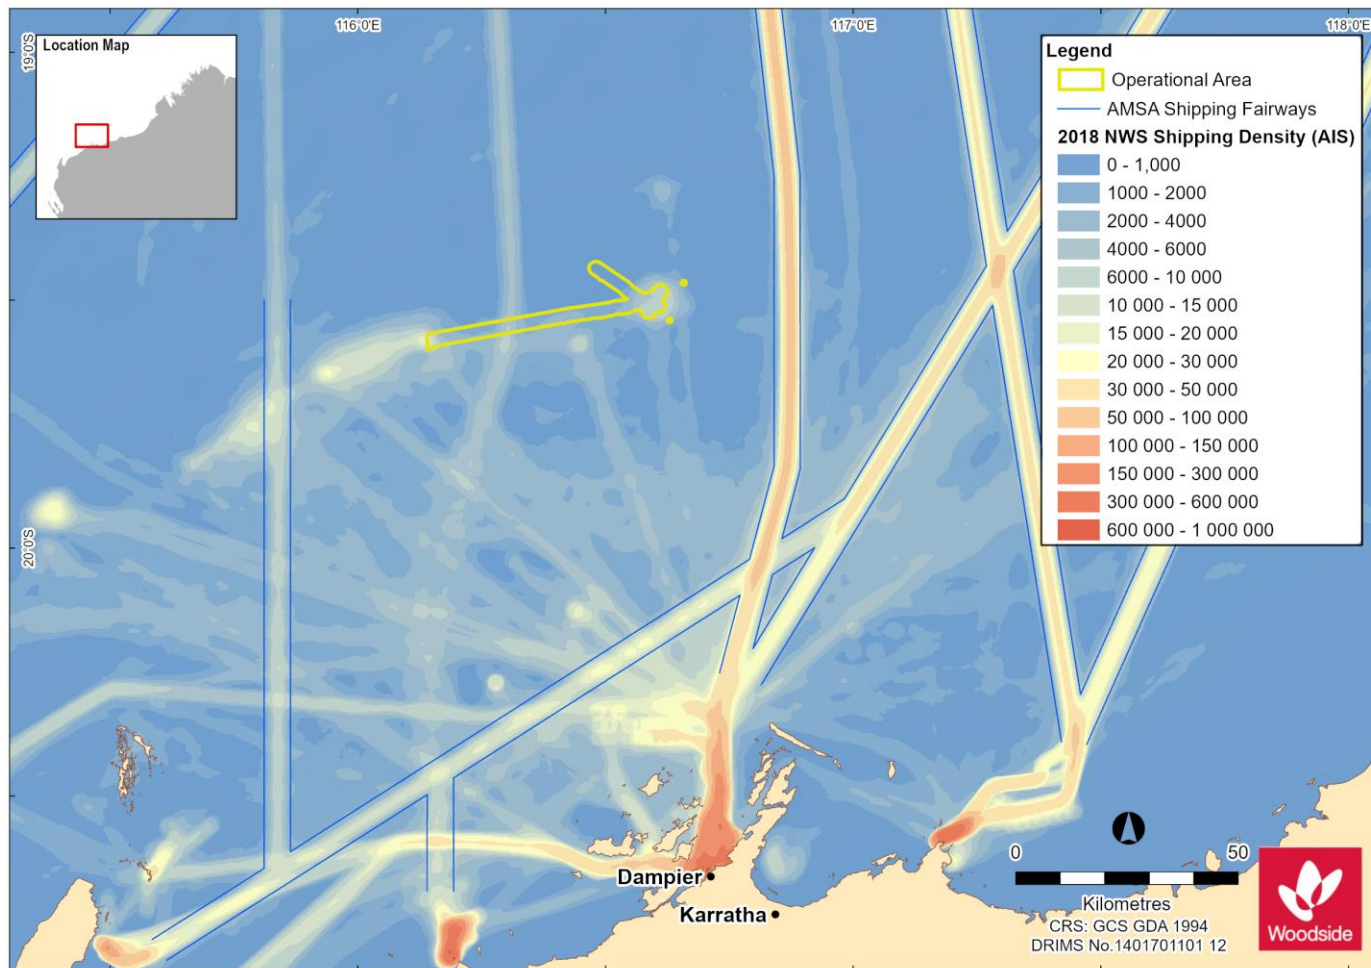 116°0'E
117°0'E
118°0'E
19°0'S
20°0'S
Location Map
Legend
Operational Area
AMSA Shipping Fairways
2018 NWS Shipping Density (AIS)
0 - 1,000
1000 - 2000
2000 - 4000
4000 - 6000
6000 - 10 000
10 000 - 15 000
15 000 - 20 000
20 000 - 30 000
30 000 - 50 000
50 000 - 100 000
100 000 - 150 000
150 000 - 300 000
300 000 - 600 000
600 000 - 1 000 000
Dampier
Karratha
0 50
Kilometres
CRS: GCS GDA 1994
DRIMS No.1401701101 12
Woodside